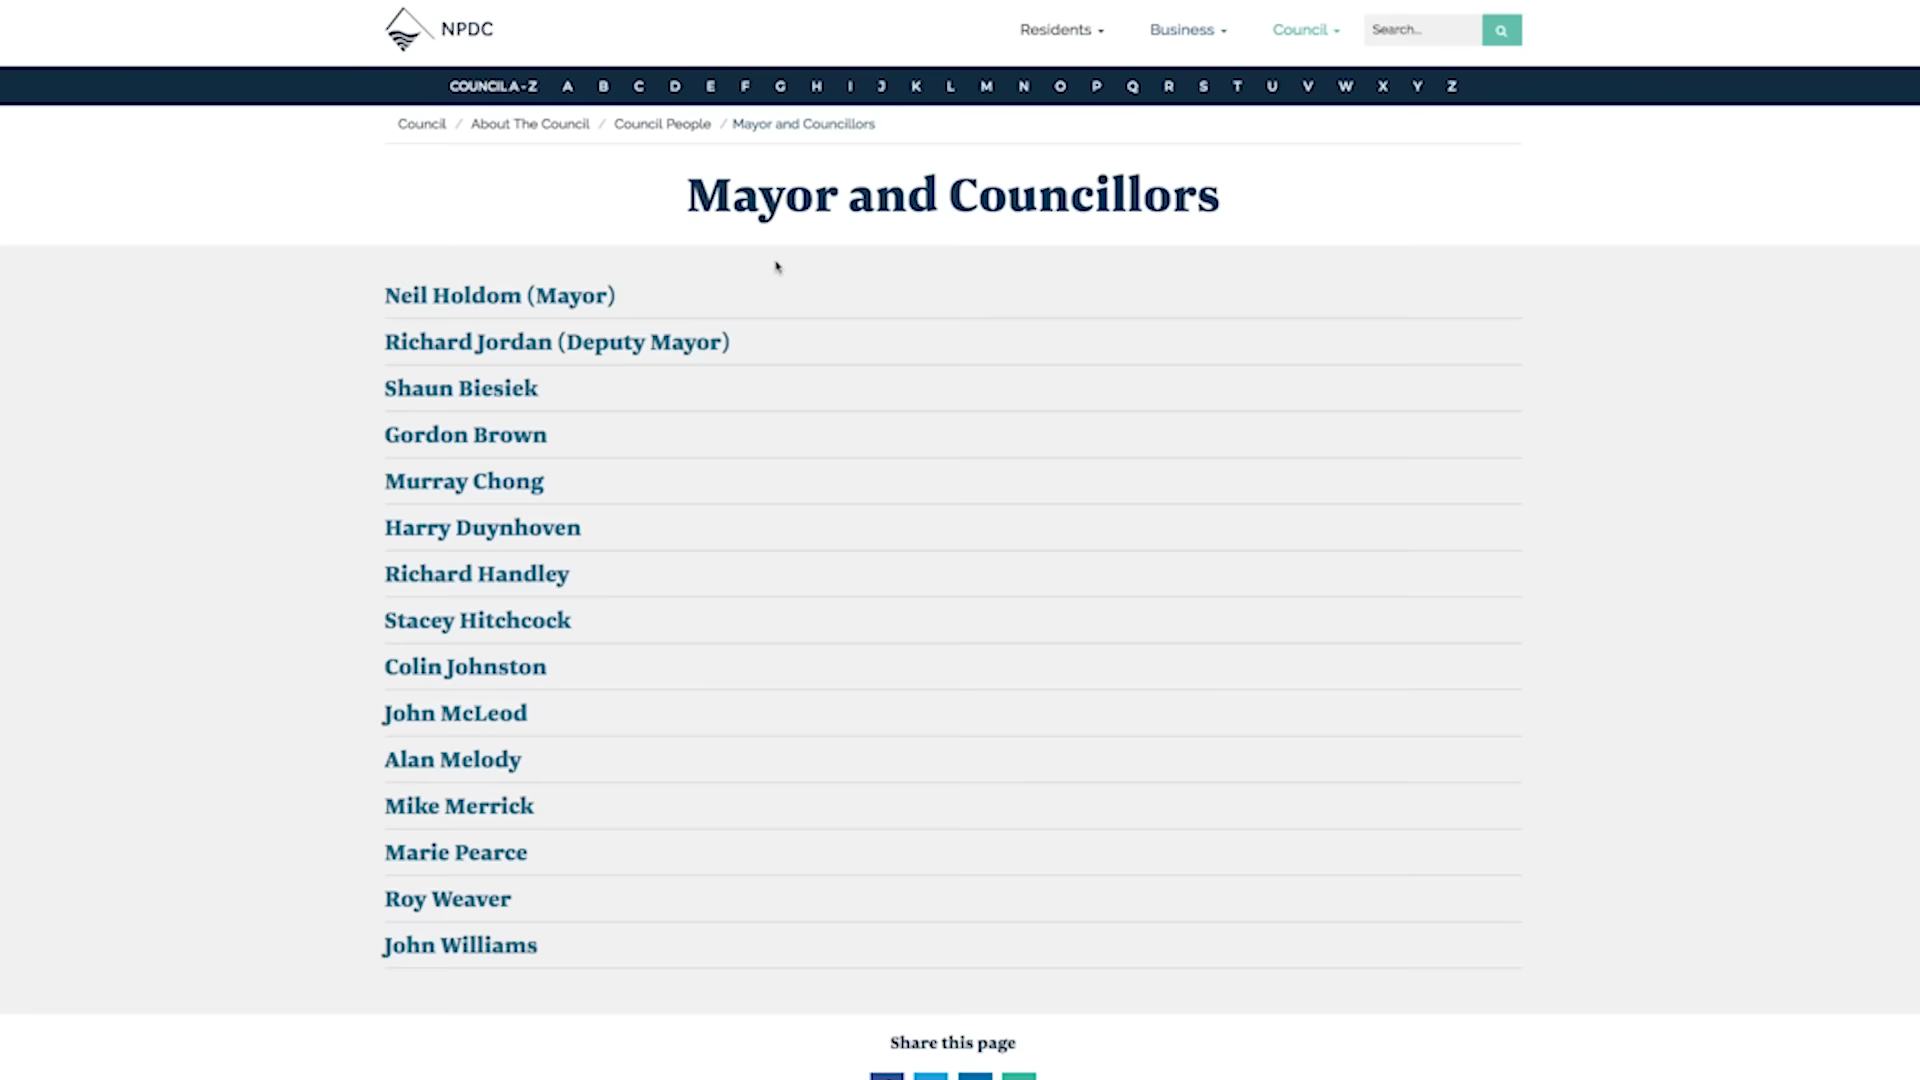 NPDC
Residents
Business
Council
Search...
COUNCIL A - Z A B C D E F G H I J K L M N O P Q R S T U V W X Y Z
Council / About The Council / Council People / Mayor and Councillors
Mayor and Councillors
Neil Holdom (Mayor)
Richard Jordan (Deputy Mayor)
Shaun Biesiek
Gordon Brown
Murray Chong
Harry Duynhoven
Richard Handley
Stacey Hitchcock
Colin Johnston
John McLeod
Alan Melody
Mike Merrick
Marie Pearce
Roy Weaver
John Williams
Share this page